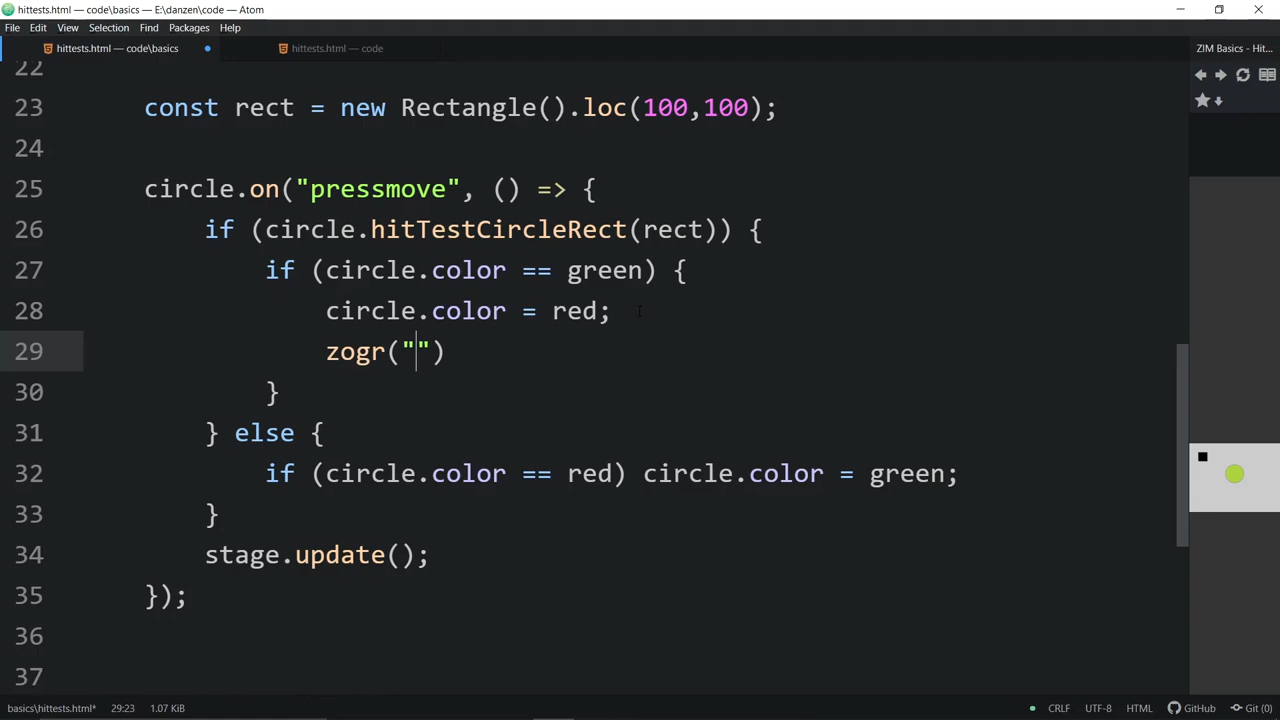 hittests.html — code\basics — E:\danzen\code — Atom
File Edit View Selection Find Packages Help
hittests.html — code\basics
hittests.html — code
ZIM Basics - Hit...
22
23 const rect = new Rectangle().loc(100,100);
24
25 circle.on("pressmove", () => {
26 if (circle.hitTestCircleRect(rect)) {
27 if (circle.color == green) {
28 circle.color = red;
29 zogr("")
30 }
31 } else {
32 if (circle.color == red) circle.color = green;
33 }
34 stage.update();
35 });
36
37
basics\hittests.html* 29:23 1.07 KiB CRLF UTF-8 HTML GitHub Git (0)